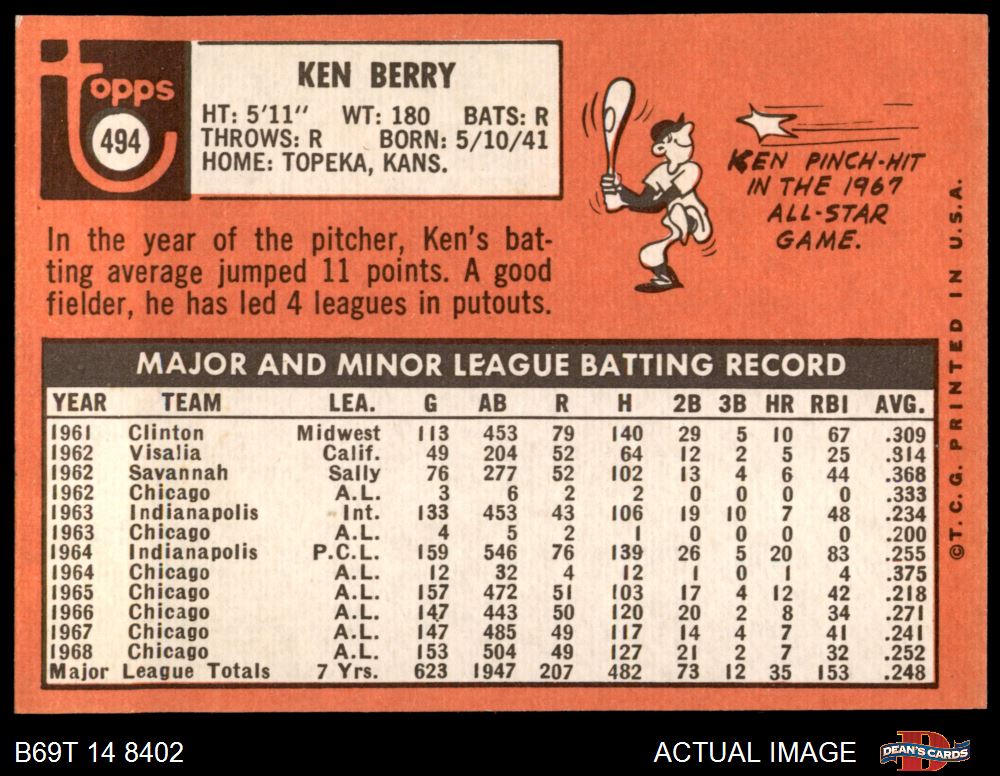 topps
494
KEN BERRY
HT: 5'11" WT: 180 BATS: R
THROWS: R BORN: 5/10/41
HOME: TOPEKA, KANS.
KEN PINCH-HIT
IN THE 1967
ALL-STAR
GAME.
In the year of the pitcher, Ken's bat-
ting average jumped 11 points. A good
fielder, he has led 4 leagues in putouts.
MAJOR AND MINOR LEAGUE BATTING RECORD
YEAR TEAM LEA. G AB R H 2B 3B HR RBI AVG.
1961 Clinton Midwest 113 453 79 140 29 5 10 67 .309
1962 Visalia Calif. 49 204 52 64 12 2 5 25 .314
1962 Savannah Sally 76 277 52 102 13 4 6 44 .368
1962 Chicago A.L. 3 6 2 2 0 0 0 0 .333
1963 Indianapolis Int. 133 453 43 106 19 10 7 48 .234
1963 Chicago A.L. 4 5 2 1 0 0 0 0 .200
1964 Indianapolis P.C.L. 159 546 76 139 26 5 20 83 .255
1964 Chicago A.L. 12 32 4 12 1 0 1 4 .375
1965 Chicago A.L. 157 472 51 103 17 4 12 42 .218
1966 Chicago A.L. 147 443 50 120 20 2 8 34 .271
1967 Chicago A.L. 147 485 49 117 14 4 7 41 .241
1968 Chicago A.L. 153 504 49 127 21 2 7 32 .252
Major League Totals 7 Yrs. 623 1947 207 482 73 12 35 153 .248
©T.C.G. PRINTED IN U.S.A.
B69T 14 8402
ACTUAL IMAGE
DEAN'S CARDS